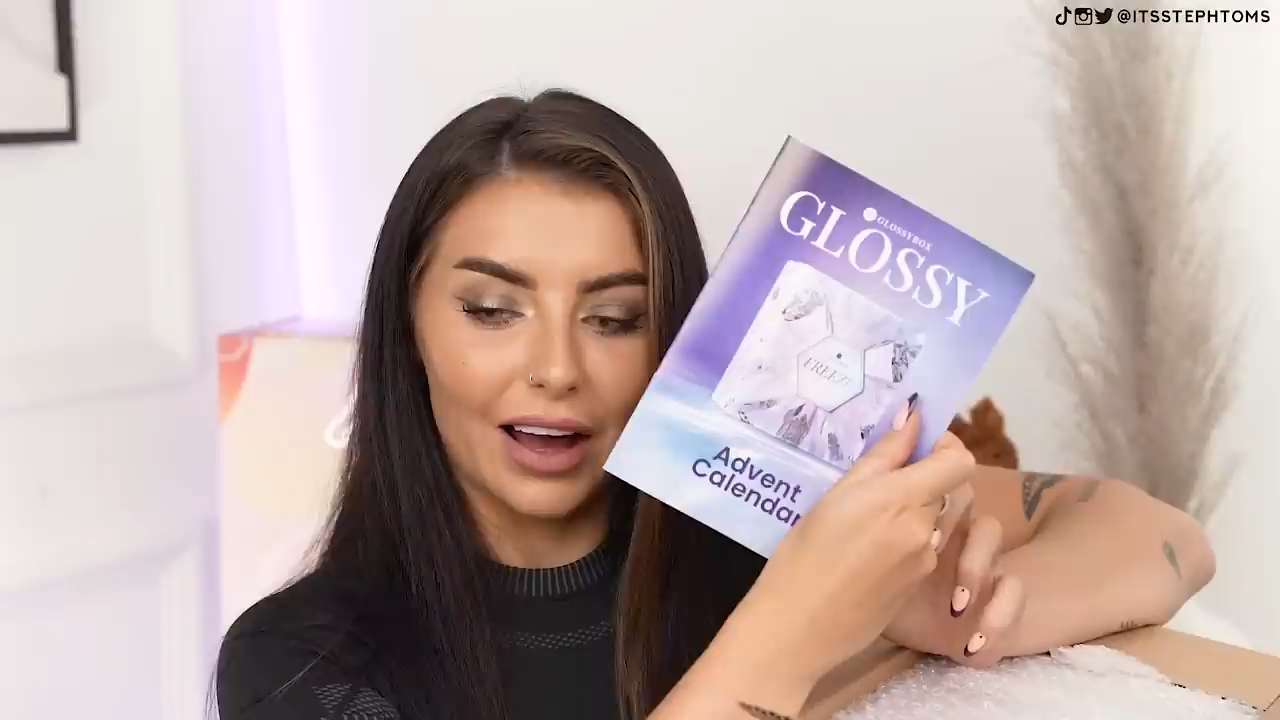 @ITSSTEPHTOMS
GLOSSYBOX
GLOSSY
FREEZE
Advent
Calendar